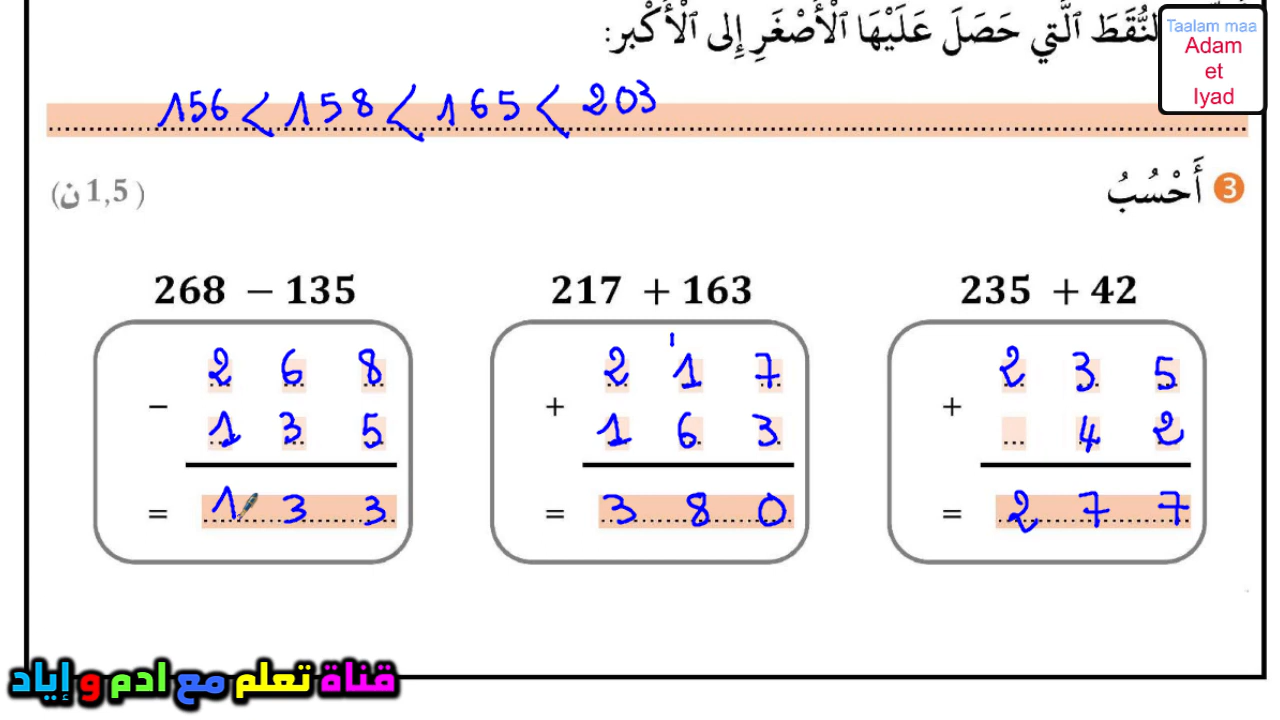 النُّقَطَ ٱلَّتِي حَصَلَ عَلَيْهَا ٱلْأَصْغَرِ إِلى ٱلْأَكْبر:
Taalam maa
Adam
et
Iyad
156 < 158 < 165 < 203
3 أَحْسُبُ
(1,5 ن)
235 + 42
2 3 5
+ ... 4 2
= 2 7 7
217 + 163
1
2 1 7
+ 1 6 3
= 3 8 0
268 − 135
2 6 8
− 1 3 5
= 1 3 3
قناة تعلم مع ادم و إياد